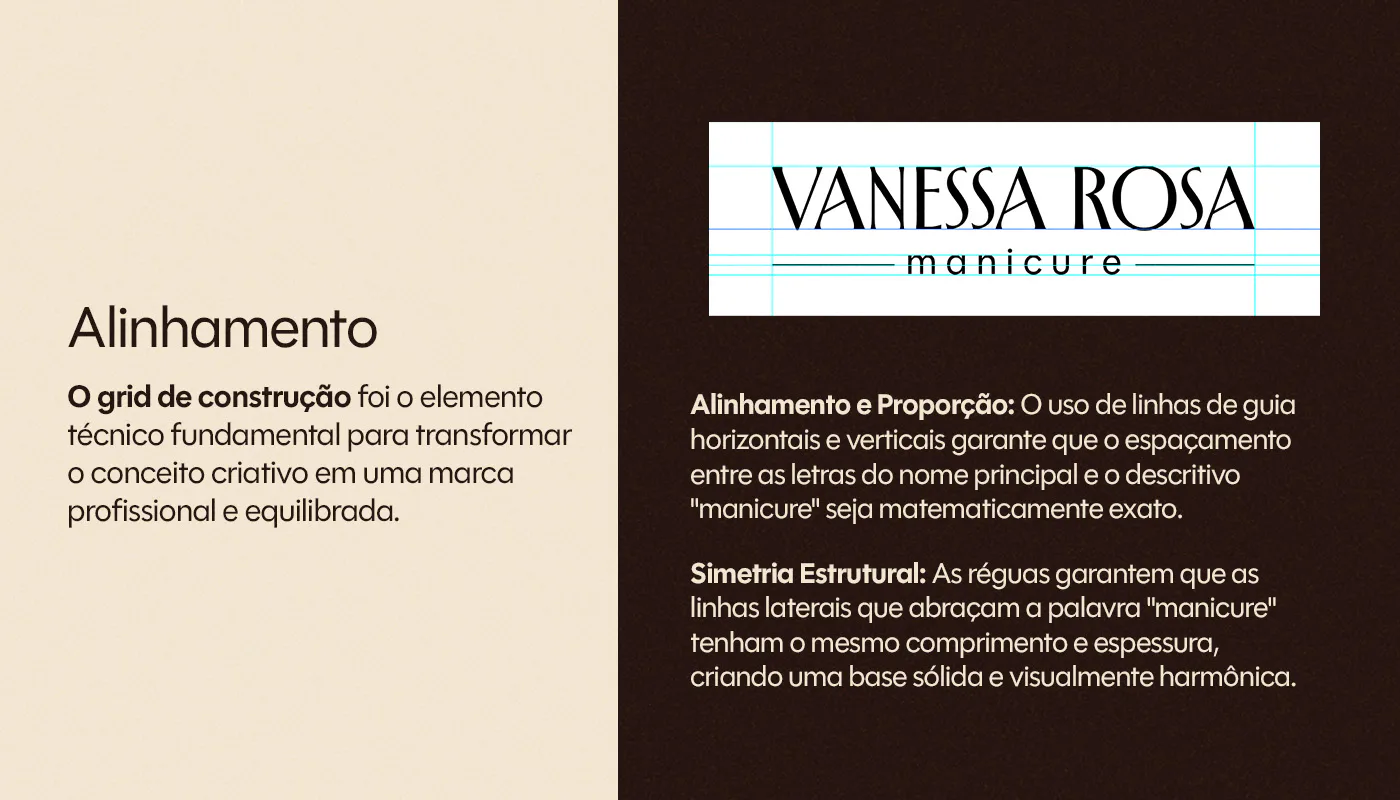 Alinhamento
O grid de construção foi o elemento
técnico fundamental para transformar
o conceito criativo em uma marca
profissional e equilibrada.
VANESSA ROSA
manicure
Alinhamento e Proporção: O uso de linhas de guia
horizontais e verticais garante que o espaçamento
entre as letras do nome principal e o descritivo
"manicure" seja matematicamente exato.
Simetria Estrutural: As réguas garantem que as
linhas laterais que abraçam a palavra "manicure"
tenham o mesmo comprimento e espessura,
criando uma base sólida e visualmente harmônica.